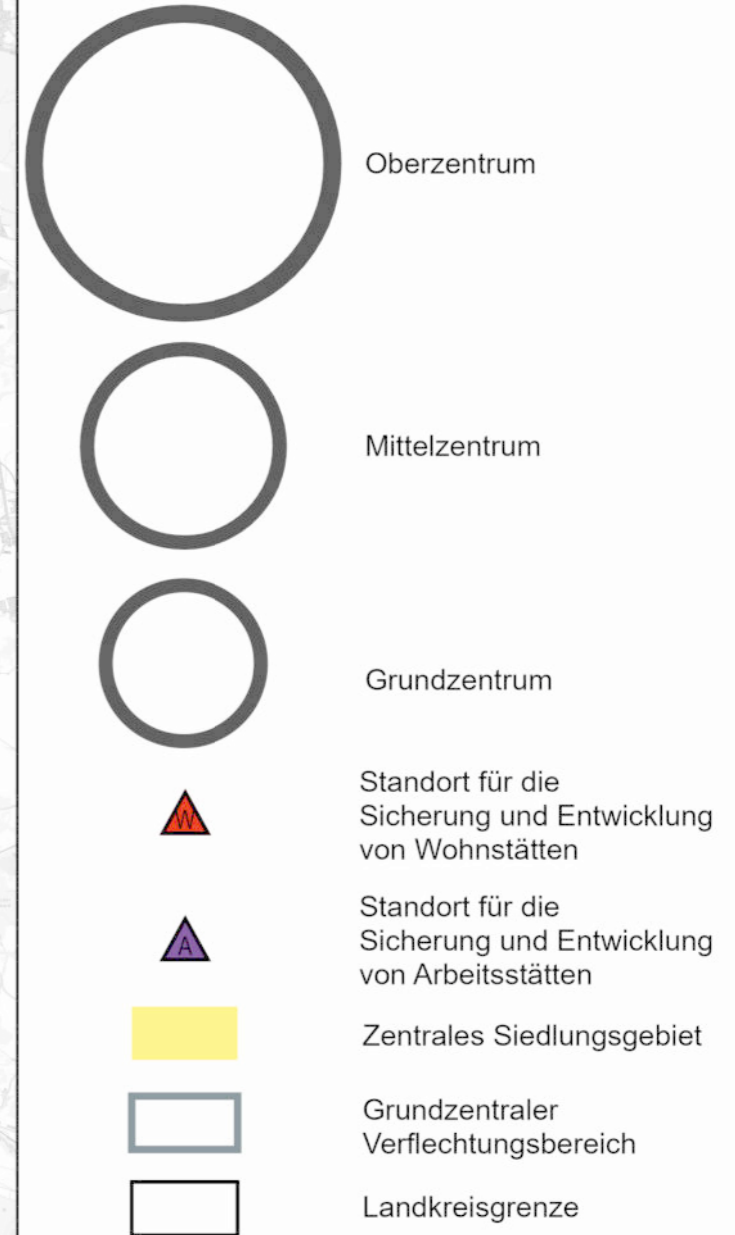 Oberzentrum
Mittelzentrum
Grundzentrum
W
Standort für die
Sicherung und Entwicklung
von Wohnstätten
A
Standort für die
Sicherung und Entwicklung
von Arbeitsstätten
Zentrales Siedlungsgebiet
Grundzentraler
Verflechtungsbereich
Landkreisgrenze